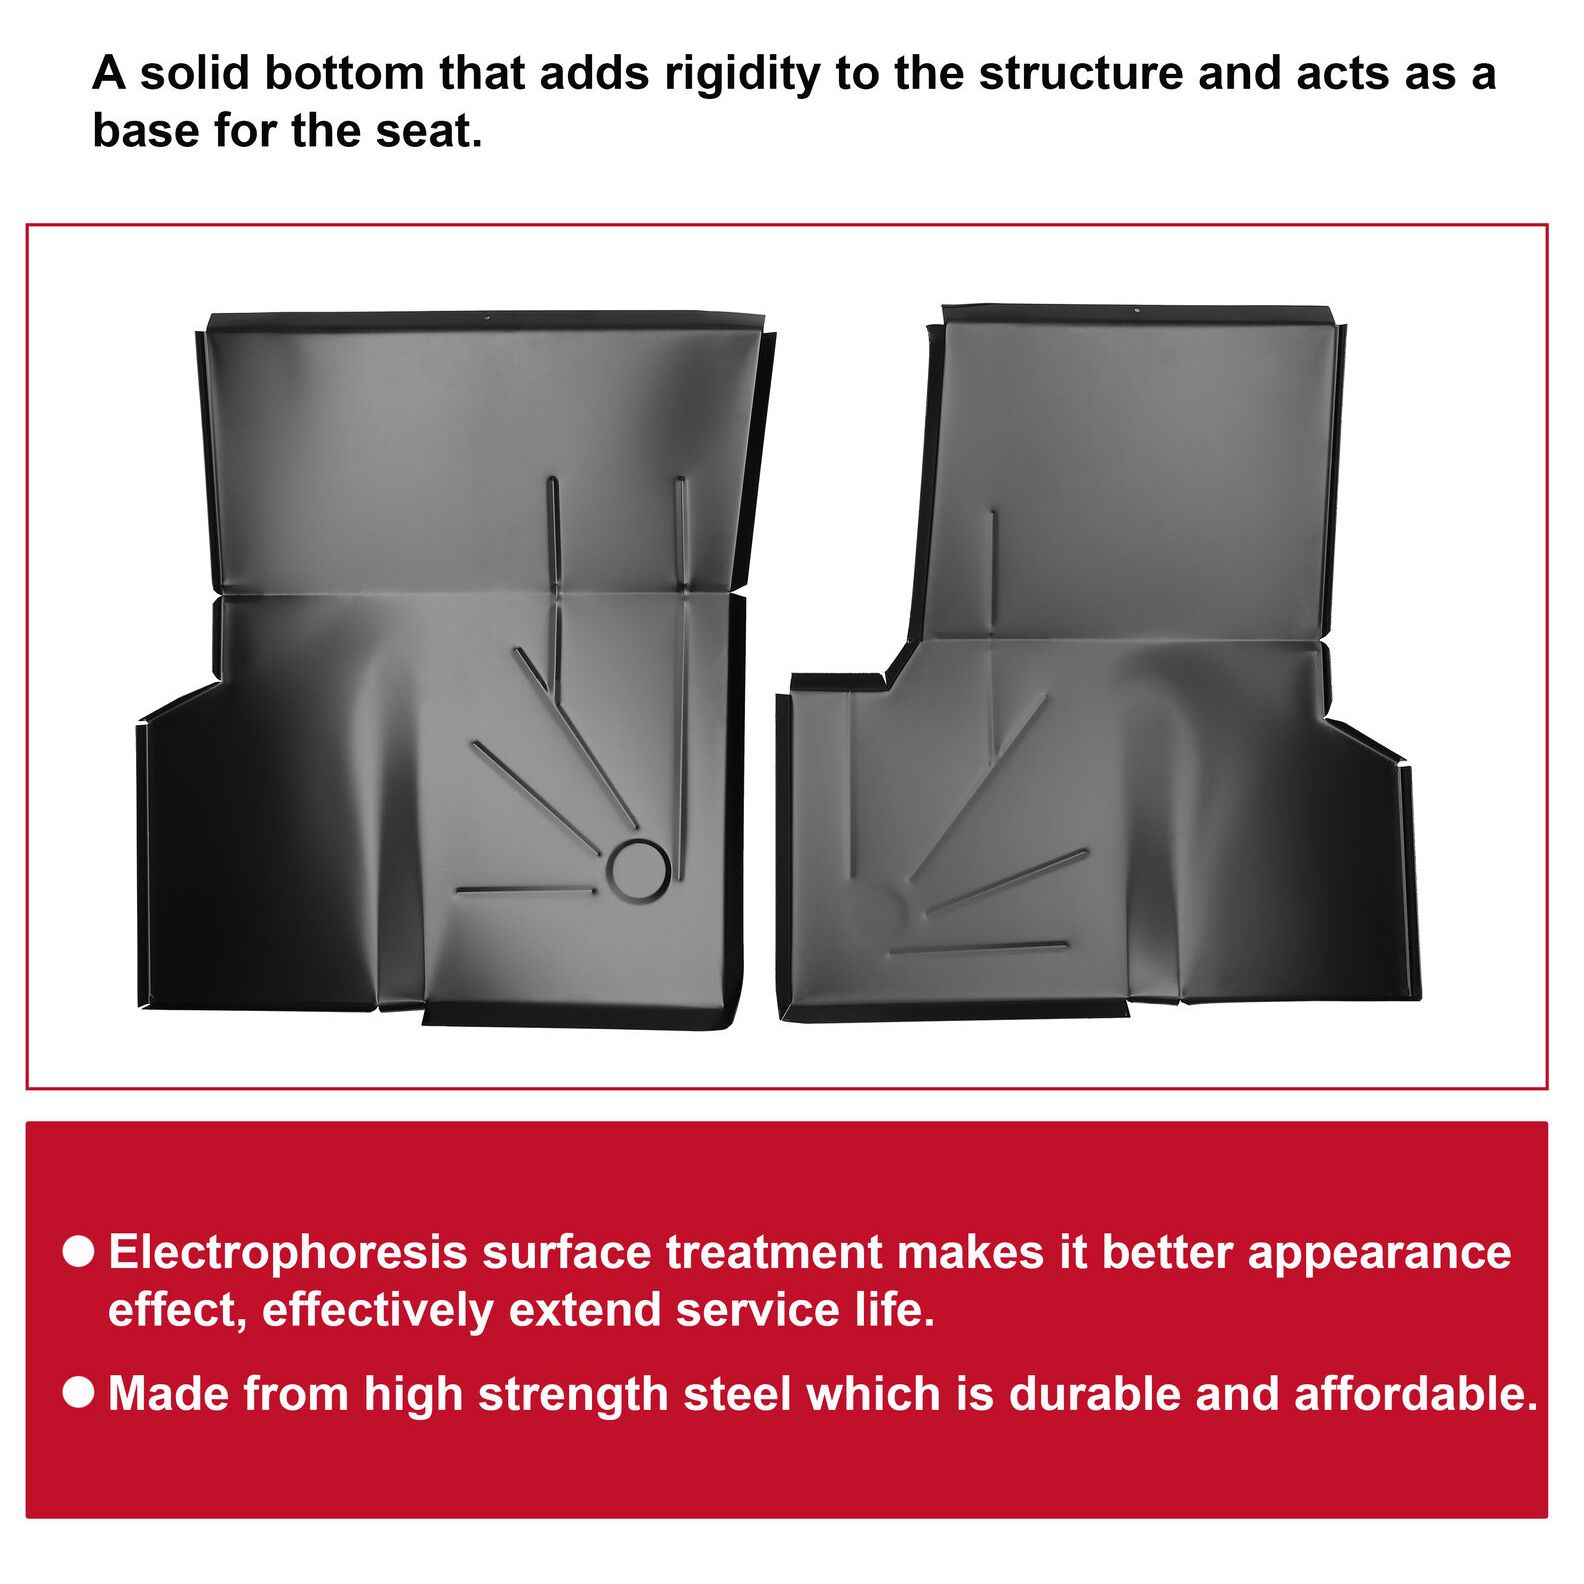 A solid bottom that adds rigidity to the structure and acts as a
base for the seat.
● Electrophoresis surface treatment makes it better appearance
effect, effectively extend service life.
● Made from high strength steel which is durable and affordable.